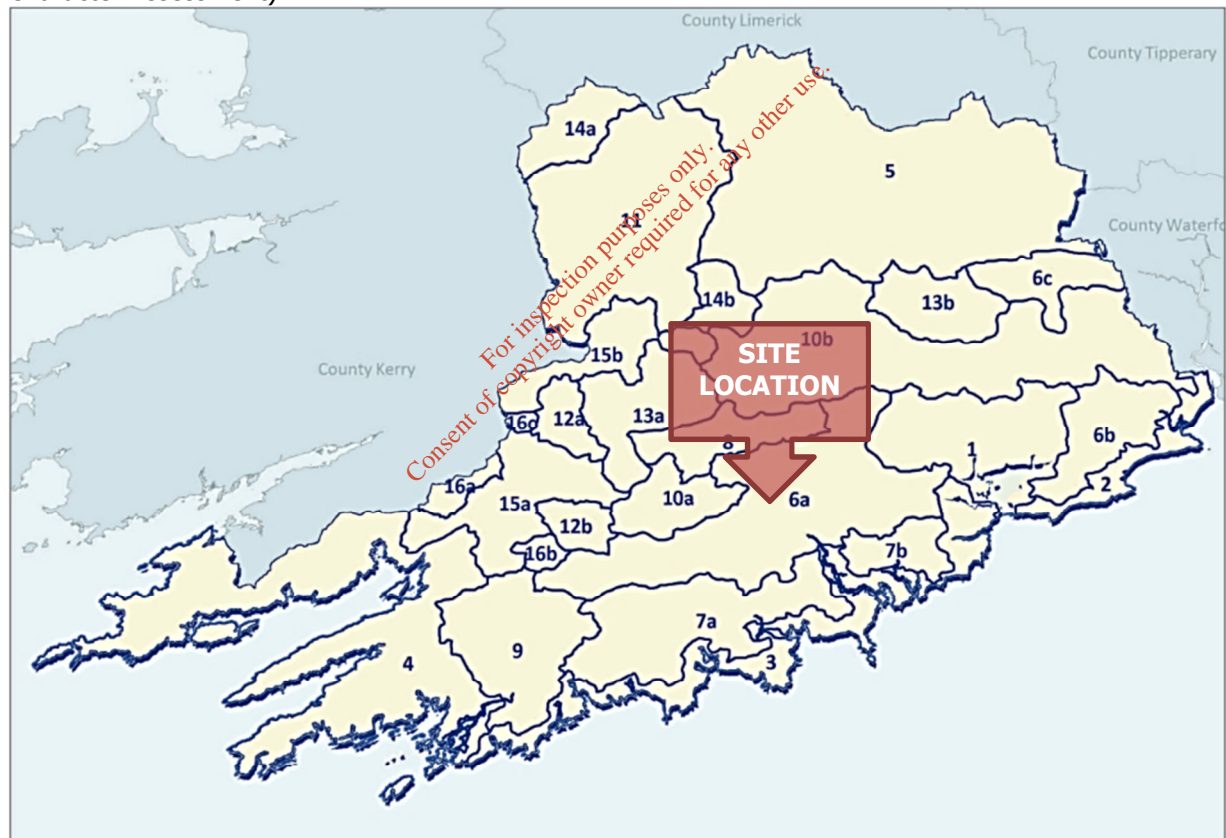 County Limerick
County Tipperary
14a
5
11
County Waterfo
6c
14b
13b
10b
15b
SITE
LOCATION
County Kerry
16c
12a
13a
8
1
6b
2
16a
15a
10a
6a
12b
16b
7b
7a
9
4
3
For inspection purposes only.
Consent of copyright owner required for any other use.